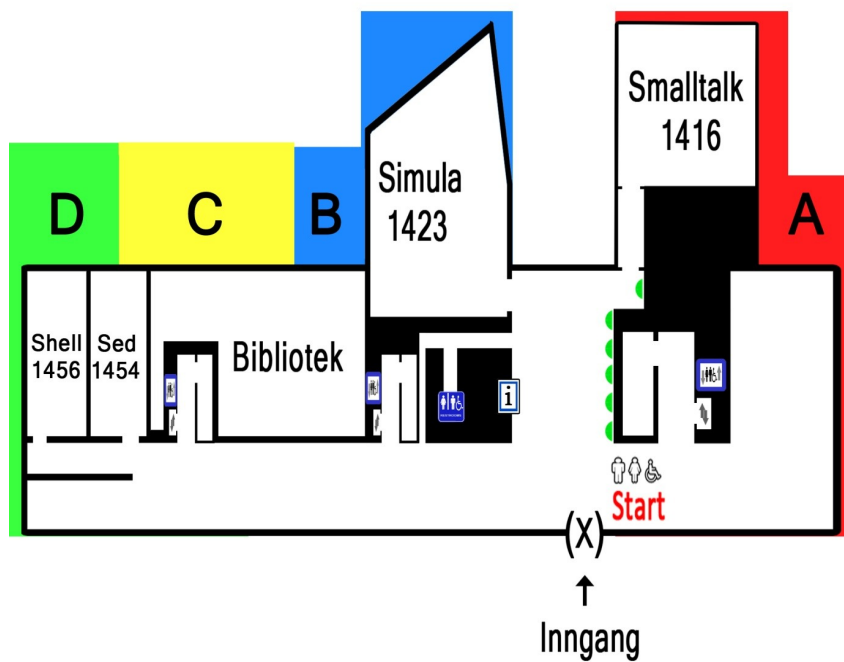 Smalltalk
1416
Simula
1423
D
C
B
A
Shell
1456
Sed
1454
Bibliotek
i
Start
(X)
Inngang